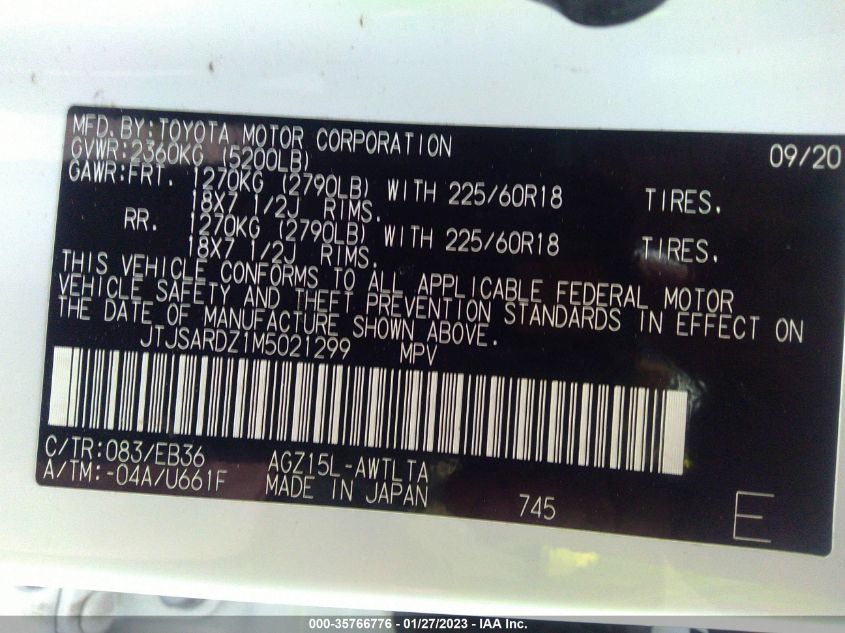 MFD.BY:TOYOTA MOTOR CORPORATION 09/20
GVWR:2360KG (5200LB)
GAWR:FRT. 1270KG (2790LB) WITH 225/60R18 TIRES.
18X7 1/2J RIMS.
RR. 1270KG (2790LB) WITH 225/60R18 TIRES.
18X7 1/2J RIMS.
THIS VEHICLE CONFORMS TO ALL APPLICABLE FEDERAL MOTOR
VEHICLE SAFETY AND THEFT PREVENTION STANDARDS IN EFFECT ON
THE DATE OF MANUFACTURE SHOWN ABOVE.
JTJSARDZ1M5021299 MPV
C/TR:083/EB36 AGZ15L-AWTLTA
A/TM:-04A/U661F MADE IN JAPAN 745 E
000-35766776 - 01/27/2023 - IAA Inc.